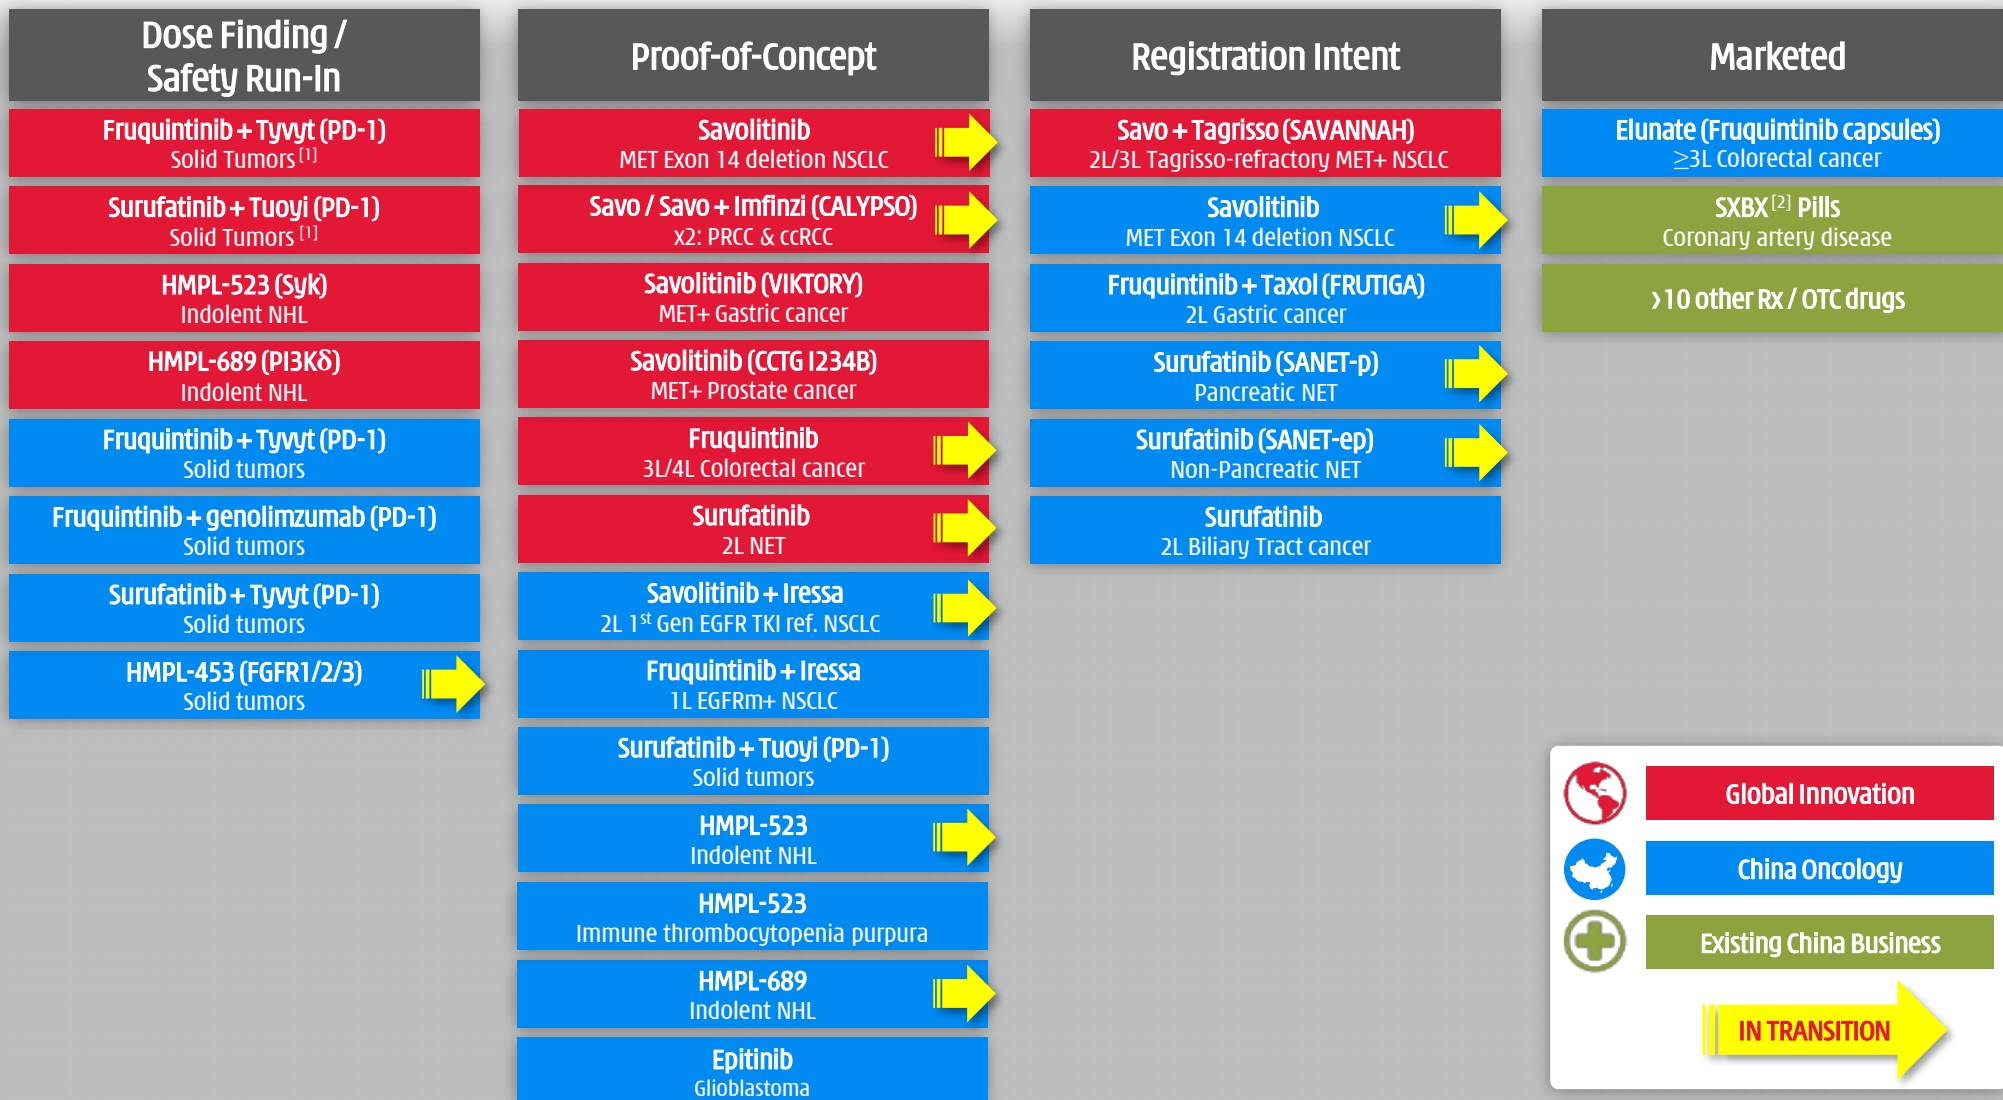 Dose Finding /
Safety Run-In
Fruquintinib + Tyvyt (PD-1)
Solid Tumors [1]
Surufatinib + Tuoyi (PD-1)
Solid Tumors [1]
HMPL-523 (Syk)
Indolent NHL
HMPL-689 (PI3Kδ)
Indolent NHL
Fruquintinib + Tyvyt (PD-1)
Solid tumors
Fruquintinib + genolimzumab (PD-1)
Solid tumors
Surufatinib + Tyvyt (PD-1)
Solid tumors
HMPL-453 (FGFR1/2/3)
Solid tumors
Proof-of-Concept
Savolitinib
MET Exon 14 deletion NSCLC
Savo / Savo + Imfinzi (CALYPSO)
x2: PRCC & ccRCC
Savolitinib (VIKTORY)
MET+ Gastric cancer
Savolitinib (CCTG I234B)
MET+ Prostate cancer
Fruquintinib
3L/4L Colorectal cancer
Surufatinib
2L NET
Savolitinib + Iressa
2L 1st Gen EGFR TKI ref. NSCLC
Fruquintinib + Iressa
1L EGFRm+ NSCLC
Surufatinib + Tuoyi (PD-1)
Solid tumors
HMPL-523
Indolent NHL
HMPL-523
Immune thrombocytopenia purpura
HMPL-689
Indolent NHL
Epitinib
Glioblastoma
Registration Intent
Savo + Tagrisso (SAVANNAH)
2L/3L Tagrisso-refractory MET+ NSCLC
Savolitinib
MET Exon 14 deletion NSCLC
Fruquintinib + Taxol (FRUTIGA)
2L Gastric cancer
Surufatinib (SANET-p)
Pancreatic NET
Surufatinib (SANET-ep)
Non-Pancreatic NET
Surufatinib
2L Biliary Tract cancer
Marketed
Elunate (Fruquintinib capsules)
≥3L Colorectal cancer
SXBX [2] Pills
Coronary artery disease
>10 other Rx / OTC drugs
Global Innovation
China Oncology
Existing China Business
IN TRANSITION